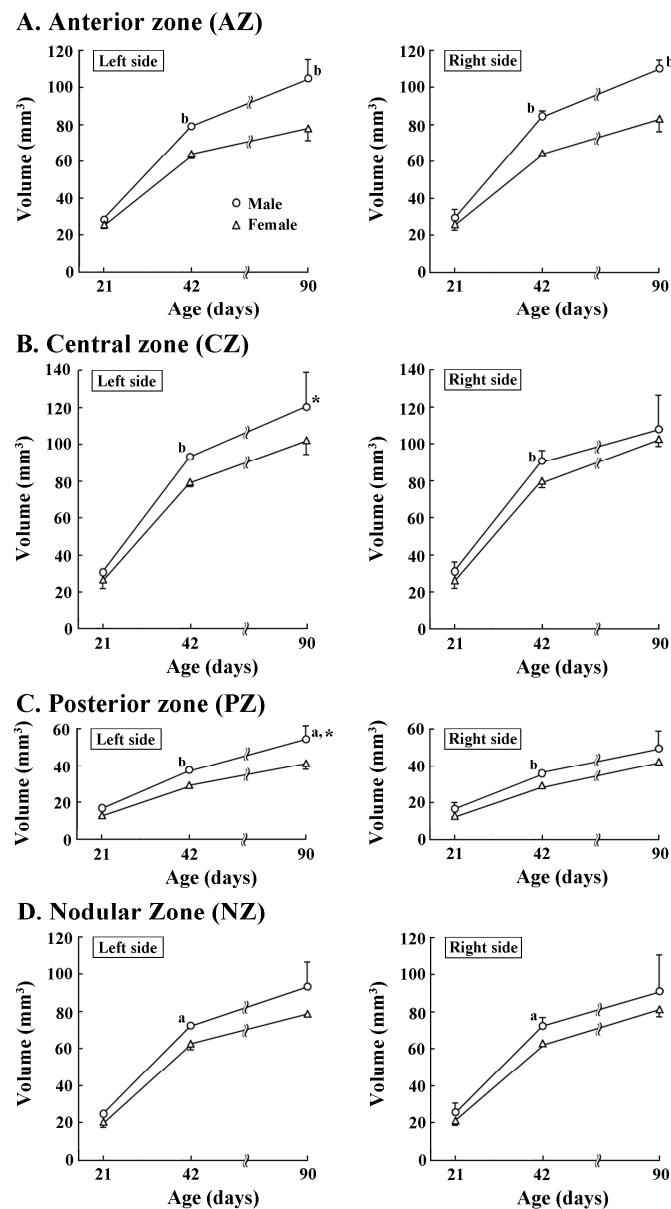 A. Anterior zone (AZ)
120
100
80
60
40
20
0
Volume (mm³)
Left side
b
b
Male
Female
21
42
90
Age (days)
120
100
80
60
40
20
0
Volume (mm³)
Right side
b
b
21
42
90
Age (days)
B. Central zone (CZ)
140
120
100
80
60
40
20
0
Volume (mm³)
Left side
b
*
21
42
90
Age (days)
140
120
100
80
60
40
20
0
Volume (mm³)
Right side
b
21
42
90
Age (days)
C. Posterior zone (PZ)
60
40
20
0
Volume (mm³)
Left side
b
a,*
21
42
90
Age (days)
60
40
20
0
Volume (mm³)
Right side
b
21
42
90
Age (days)
D. Nodular Zone (NZ)
120
100
80
60
40
20
0
Volume (mm³)
Left side
a
21
42
90
Age (days)
120
100
80
60
40
20
0
Volume (mm³)
Right side
a
21
42
90
Age (days)